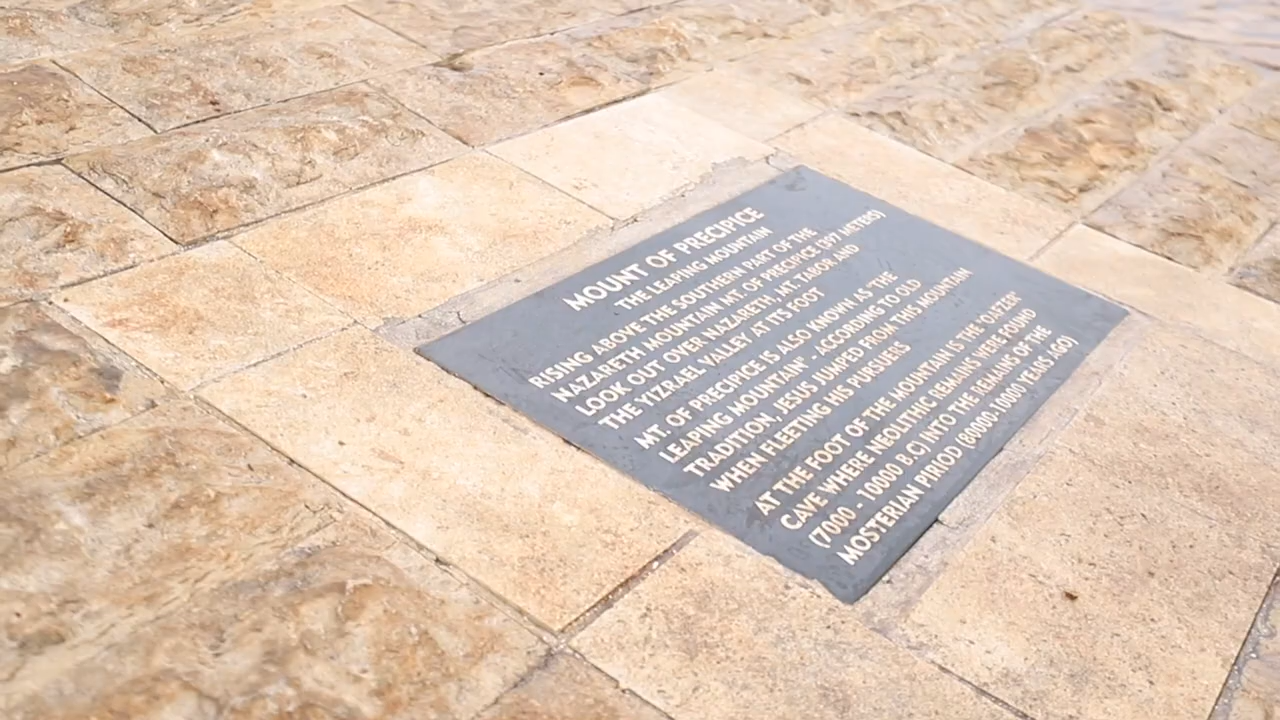 MOUNT OF PRECIPICE
THE LEAPING MOUNTAIN
RISING ABOVE THE SOUTHERN PART OF THE
NAZARETH MOUNTAIN MT. OF PRECIPICE (397 METERS)
LOOK OUT OVER NAZARETH, MT. TABOR AND
THE YIZRAEL VALLEY AT ITS FOOT
MT. OF PRECIPICE IS ALSO KNOWN AS "THE
LEAPING MOUNTAIN" - ACCORDING TO OLD
TRADITION, JESUS JUMPED FROM THIS MOUNTAIN
WHEN FLEETING HIS PURSUERS
AT THE FOOT OF THE MOUNTAIN IS THE "QAFZEH"
CAVE WHERE NEOLITHIC REMAINS WERE FOUND
(7000 - 10000 B.C) INTO THE REMAINS OF THE
MOSTERIAN PIRIOD (80000-10000 YEARS AGO)